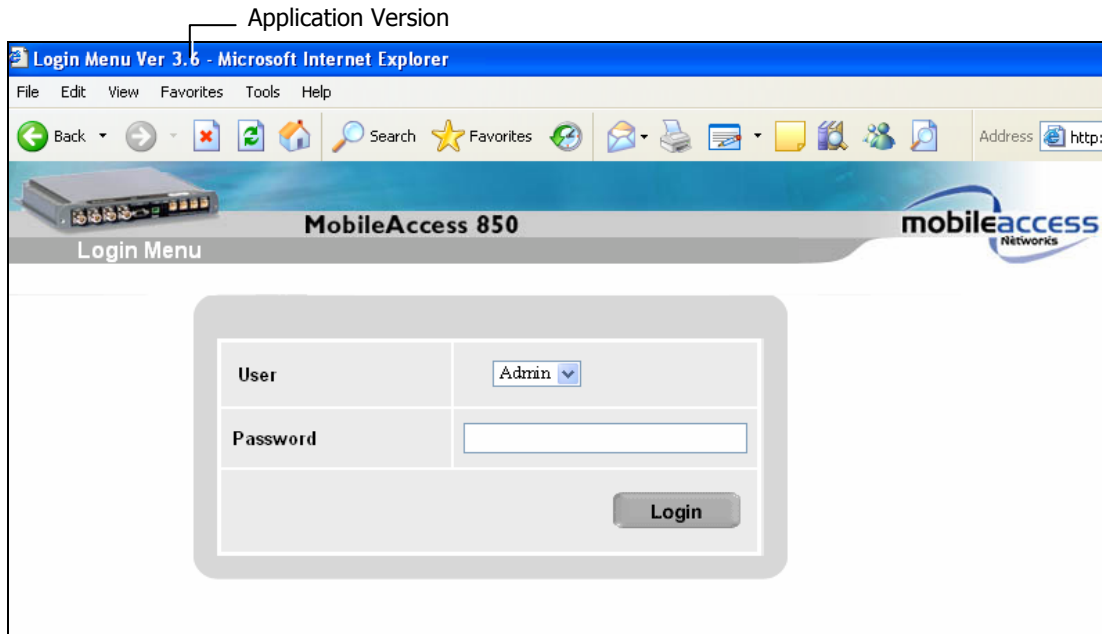 Application Version
Login Menu Ver 3.6 - Microsoft Internet Explorer
File Edit View Favorites Tools Help
Back Search Favorites Address http:
MobileAccess 850
mobileaccess
Networks
Login Menu
User Admin
Password
Login